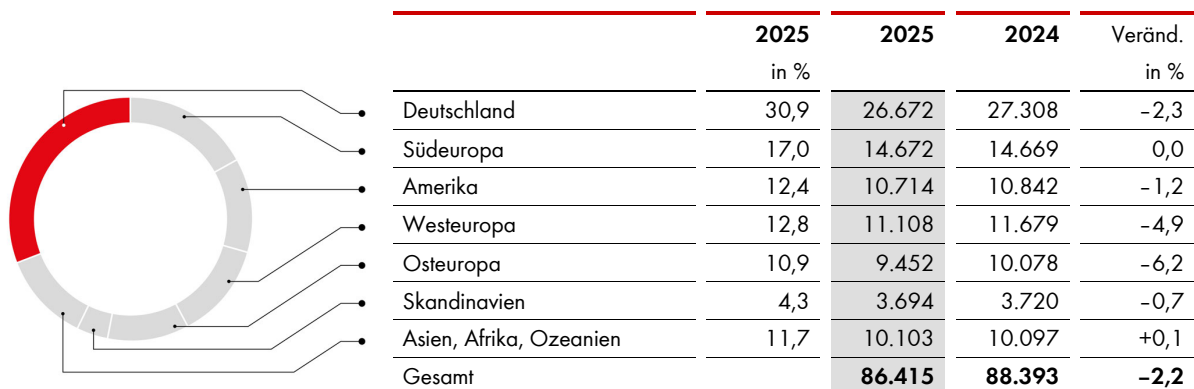 2025 2025 2024 Veränd.
in % in %
Deutschland 30,9 26.672 27.308 –2,3
Südeuropa 17,0 14.672 14.669 0,0
Amerika 12,4 10.714 10.842 –1,2
Westeuropa 12,8 11.108 11.679 –4,9
Osteuropa 10,9 9.452 10.078 –6,2
Skandinavien 4,3 3.694 3.720 –0,7
Asien, Afrika, Ozeanien 11,7 10.103 10.097 +0,1
Gesamt 86.415 88.393 –2,2